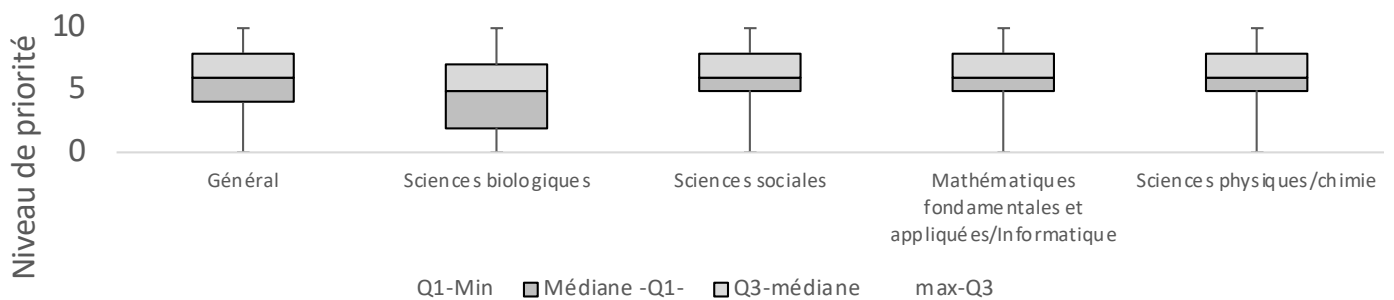 Niveau de priorité
10
5
0
Général
Sciences biologiques
Sciences sociales
Mathématiques
fondamentales et
appliquées/Informatique
Sciences physiques/chimie
Q1-Min
Médiane -Q1-
Q3-médiane
max-Q3